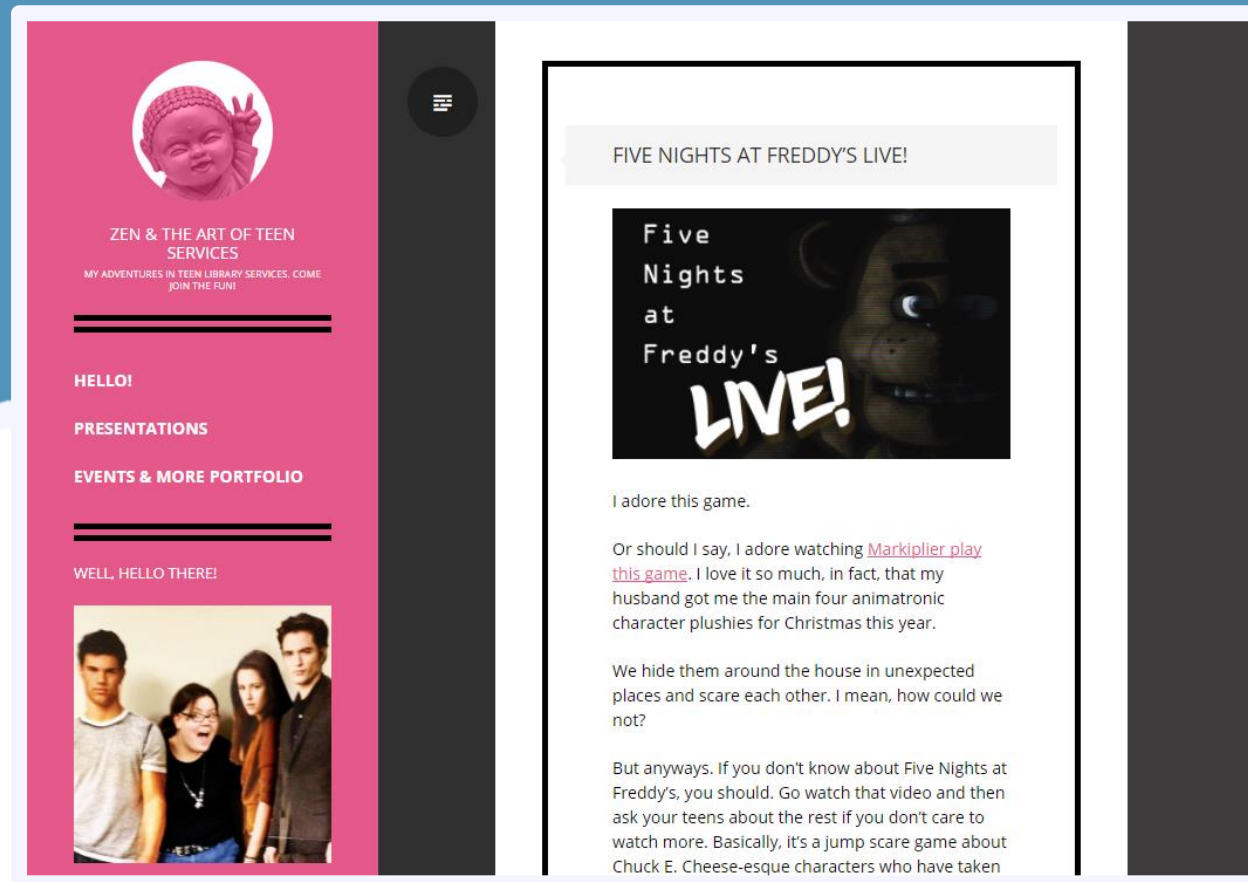 ZEN & THE ART OF TEEN
SERVICES
MY ADVENTURES IN TEEN LIBRARY SERVICES. COME
JOIN THE FUN!
HELLO!
PRESENTATIONS
EVENTS & MORE PORTFOLIO
WELL, HELLO THERE!
FIVE NIGHTS AT FREDDY'S LIVE!
Five
Nights
at
Freddy's
LIVE!
I adore this game.
Or should I say, I adore watching Markiplier play
this game. I love it so much, in fact, that my
husband got me the main four animatronic
character plushies for Christmas this year.
We hide them around the house in unexpected
places and scare each other. I mean, how could we
not?
But anyways. If you don't know about Five Nights at
Freddy's, you should. Go watch that video and then
ask your teens about the rest if you don't care to
watch more. Basically, it's a jump scare game about
Chuck E. Cheese-esque characters who have taken